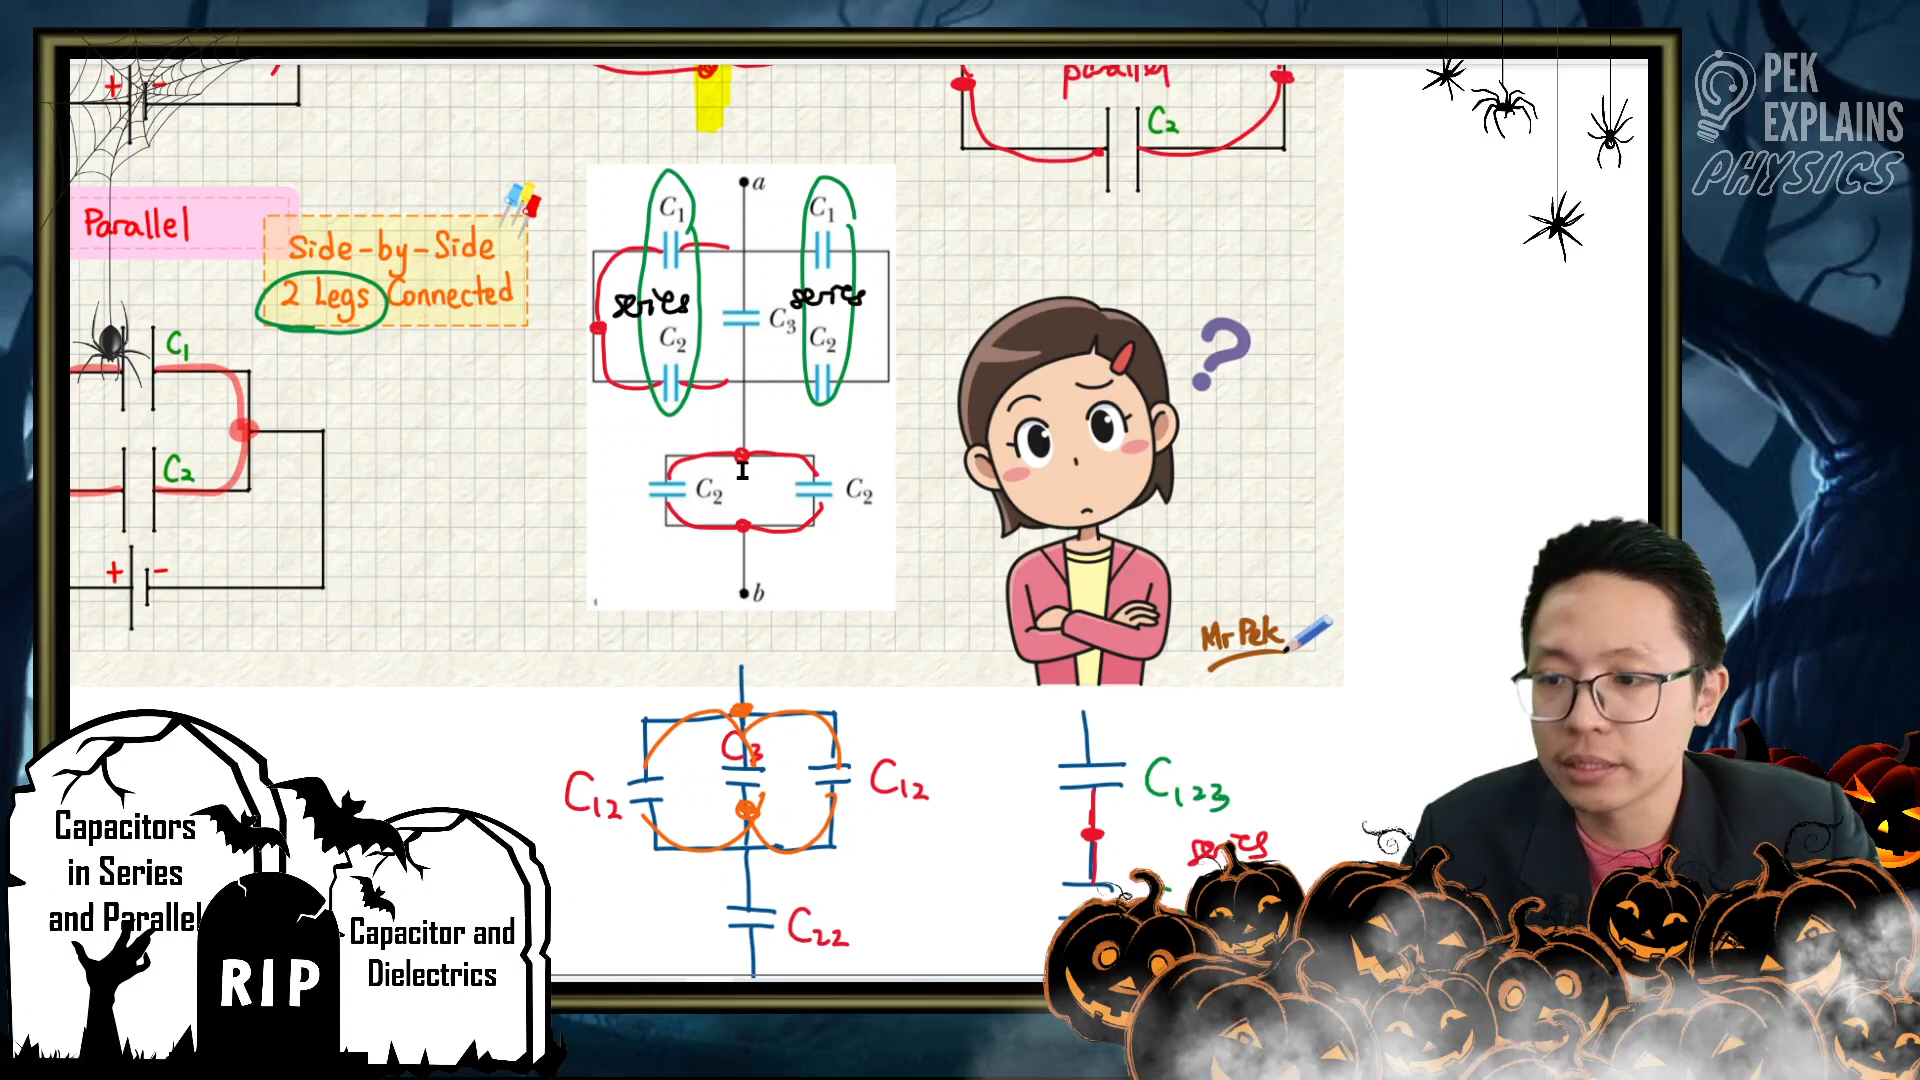 PEK
EXPLAINS
PHYSICS
+ -
parallel
C2
Parallel
Side-by-Side
2 Legs Connected
C1
C2
+ -
a
C1
C1
series
series
C3
C2
C2
C2
C2
b
Mr Pek
C3
C12
C12
C22
C123
series
Capacitors
in Series
and Parallel
RIP
Capacitor and
Dielectrics